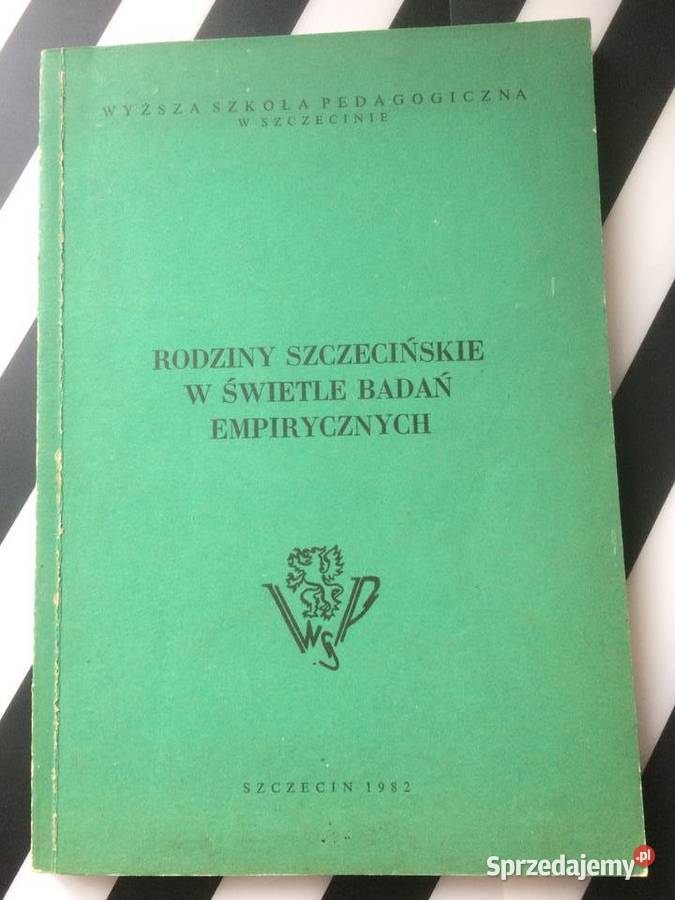 WYŻSZA SZKOŁA PEDAGOGICZNA
W SZCZECINIE
RODZINY SZCZECIŃSKIE
W ŚWIETLE BADAŃ
EMPIRYCZNYCH
WSP
SZCZECIN 1982
Sprzedajemy.pl